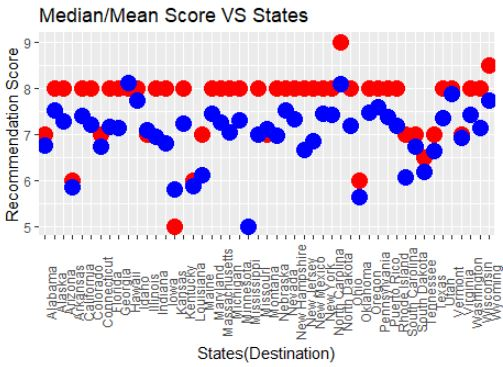 Median/Mean Score VS States
Recommendation Score
9
8
7
6
5
Alabama
Alaska
Arizona
Arkansas
California
Colorado
Connecticut
Florida
Georgia
Hawaii
Idaho
Illinois
Indiana
Iowa
Kansas
Kentucky
Louisiana
Maine
Maryland
Massachusetts
Michigan
Minnesota
Mississippi
Missouri
Montana
Nebraska
Nevada
New Hampshire
New Jersey
New Mexico
New York
North Carolina
North Dakota
Ohio
Oklahoma
Oregon
Pennsylvania
Puerto Rico
Rhode Island
South Carolina
South Dakota
Tennessee
Texas
Utah
Vermont
Virginia
Washington
Wisconsin
Wyoming
States(Destination)